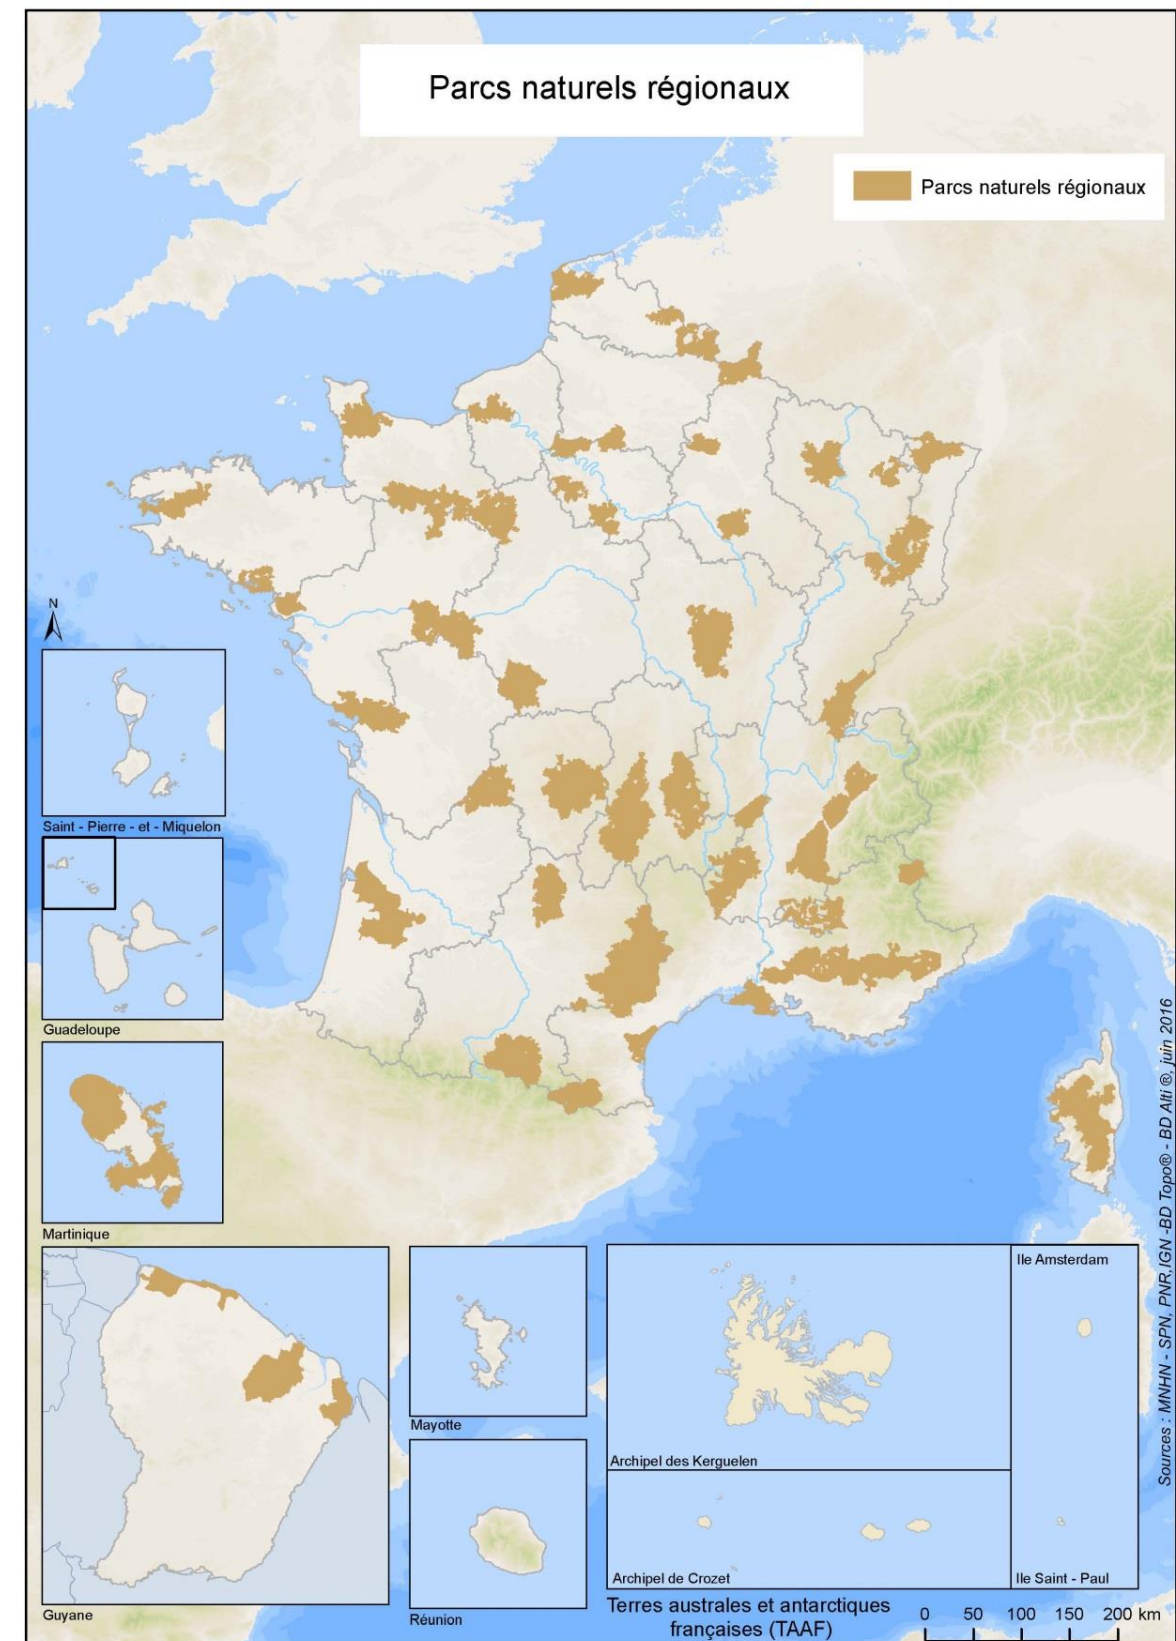 Parcs naturels régionaux
Parcs naturels régionaux
N
Saint - Pierre - et - Miquelon
Guadeloupe
Martinique
Guyane
Mayotte
Réunion
Archipel des Kerguelen
Ile Amsterdam
Archipel de Crozet
Ile Saint - Paul
Terres australes et antarctiques
françaises (TAAF)
0 50 100 150 200 km
Sources : MNHN - SPN, PNR,IGN -BD Topo® - BD Alti ®, juin 2016